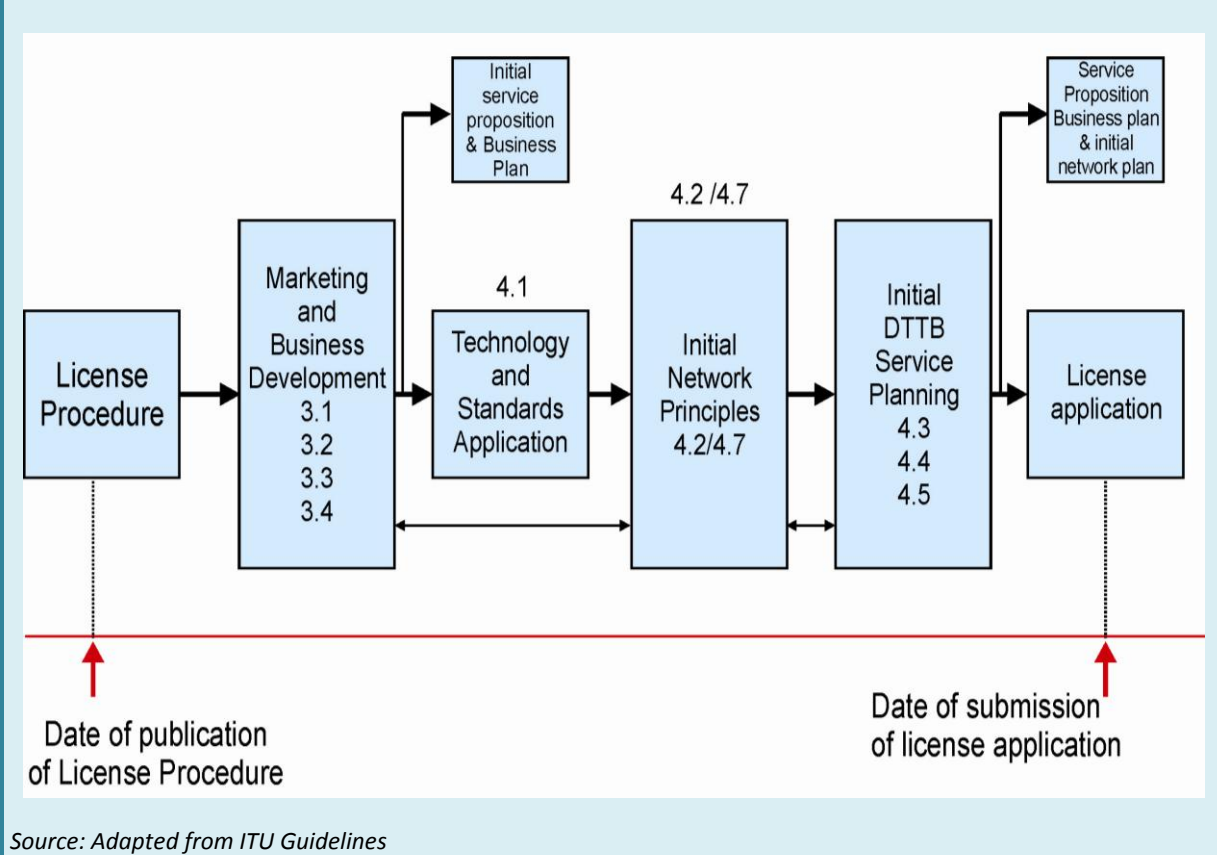 Initial
service
proposition
& Business
Plan
Service
Proposition
Business plan
& initial
network plan
4.2 /4.7
4.1
License
Procedure
Marketing
and
Business
Development
3.1
3.2
3.3
3.4
Technology
and
Standards
Application
Initial
Network
Principles
4.2/4.7
Initial
DTTB
Service
Planning
4.3
4.4
4.5
License
application
Date of publication
of License Procedure
Date of submission
of license application
Source: Adapted from ITU Guidelines